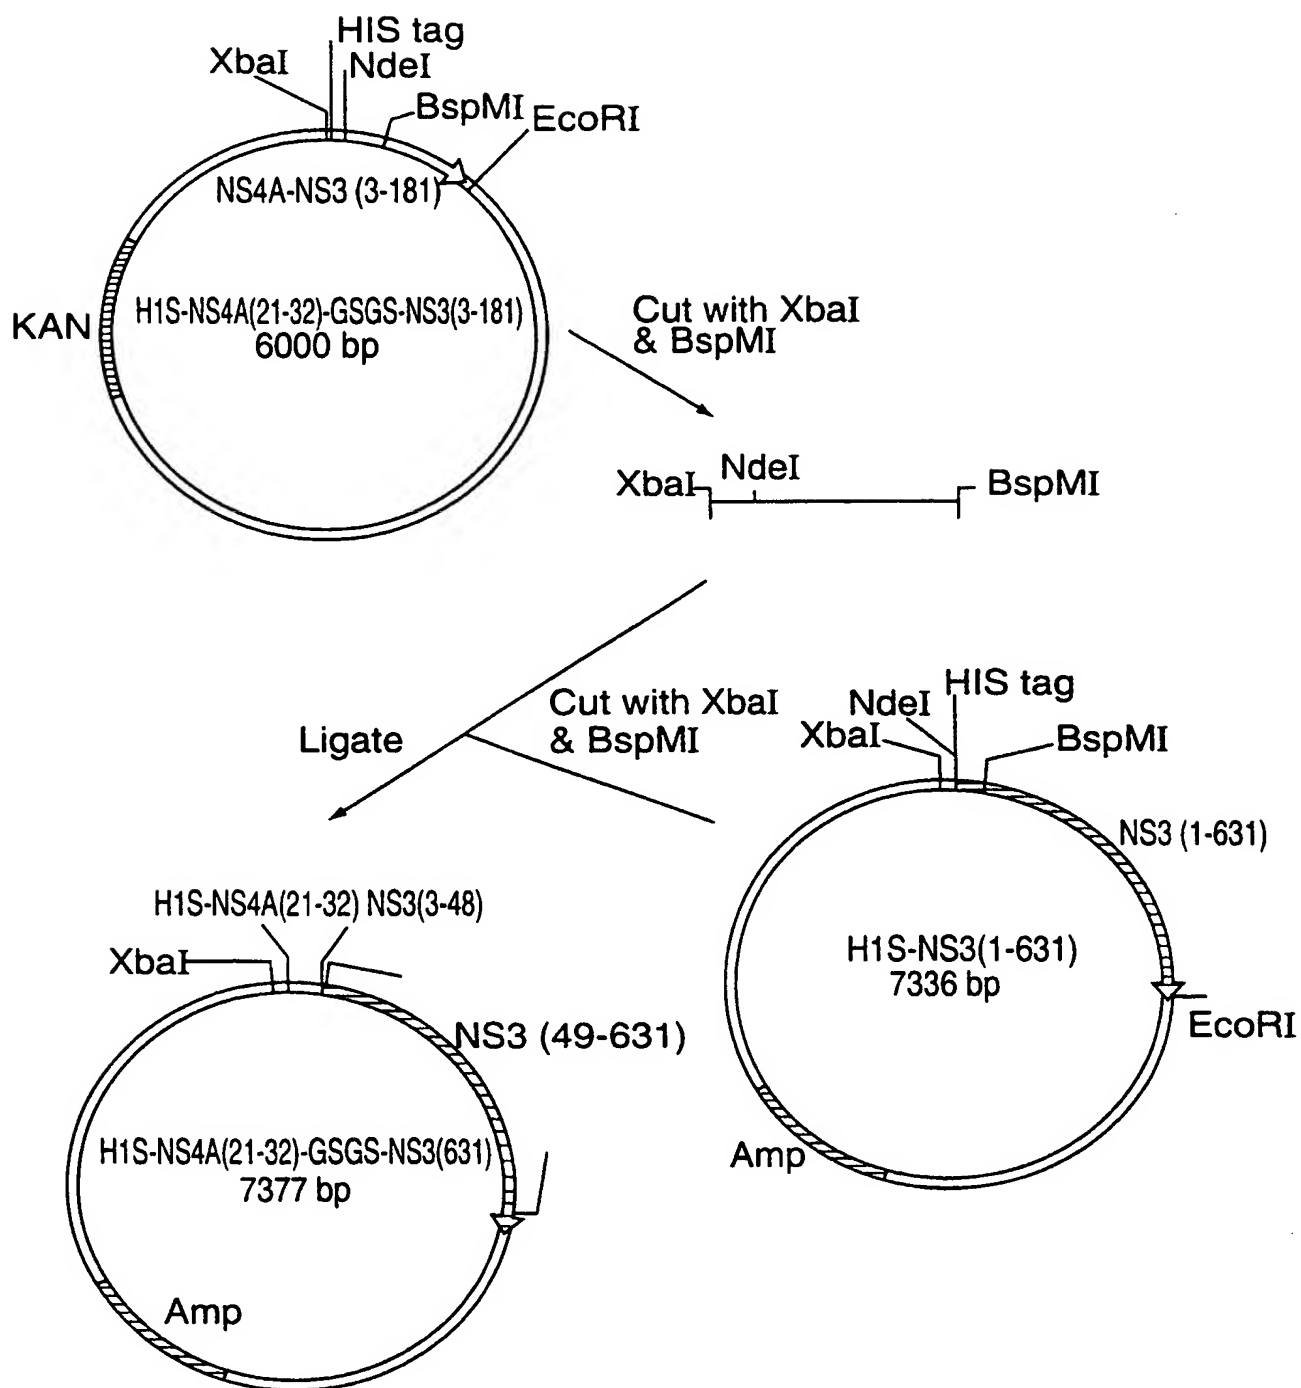 HIS tag
XbaI
NdeI
BspMI
EcoRI
NS4A-NS3 (3-181)
KAN
H1S-NS4A(21-32)-GSGS-NS3(3-181)
6000 bp
Cut with XbaI
& BspMI
XbaI
NdeI
BspMI
Ligate
Cut with XbaI
& BspMI
HIS tag
NdeI
XbaI
BspMI
NS3 (1-631)
H1S-NS3(1-631)
7336 bp
EcoRI
Amp
H1S-NS4A(21-32) NS3(3-48)
XbaI
NS3 (49-631)
H1S-NS4A(21-32)-GSGS-NS3(631)
7377 bp
Amp